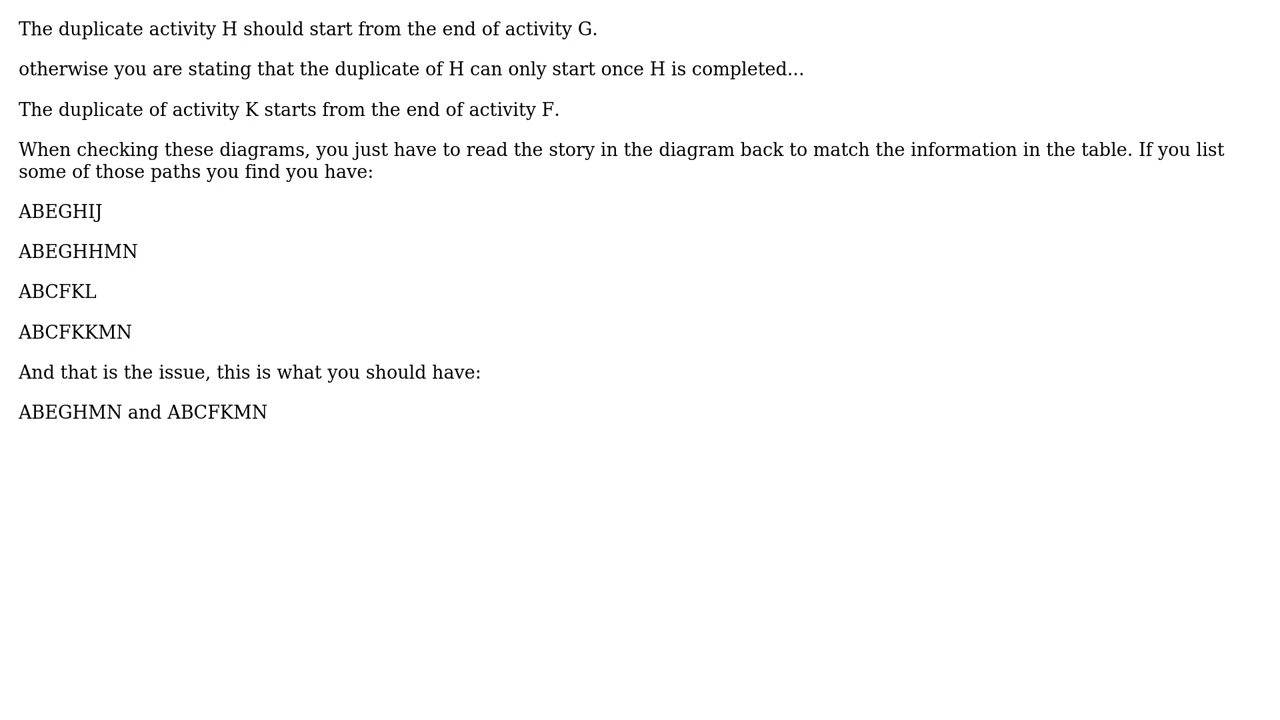 The duplicate activity H should start from the end of activity G.
otherwise you are stating that the duplicate of H can only start once H is completed...
The duplicate of activity K starts from the end of activity F.
When checking these diagrams, you just have to read the story in the diagram back to match the information in the table. If you list
some of those paths you find you have:
ABEGHIJ
ABEGHHMN
ABCFKL
ABCFKKMN
And that is the issue, this is what you should have:
ABEGHMN and ABCFKMN